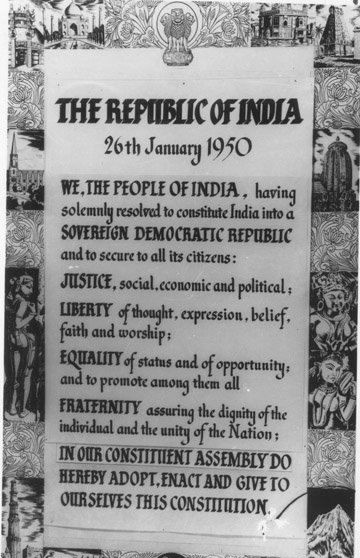 THE REPUBLIC OF INDIA
26th January 1950
WE, THE PEOPLE OF INDIA, having
solemnly resolved to constitute India into a
SOVEREIGN DEMOCRATIC REPUBLIC
and to secure to all its citizens:
JUSTICE, social, economic and political;
LIBERTY of thought, expression, belief,
faith and worship;
EQUALITY of status and of opportunity;
and to promote among them all
FRATERNITY assuring the dignity of the
individual and the unity of the Nation;
IN OUR CONSTITUENT ASSEMBLY DO
HEREBY ADOPT, ENACT AND GIVE TO
OURSELVES THIS CONSTITUTION.